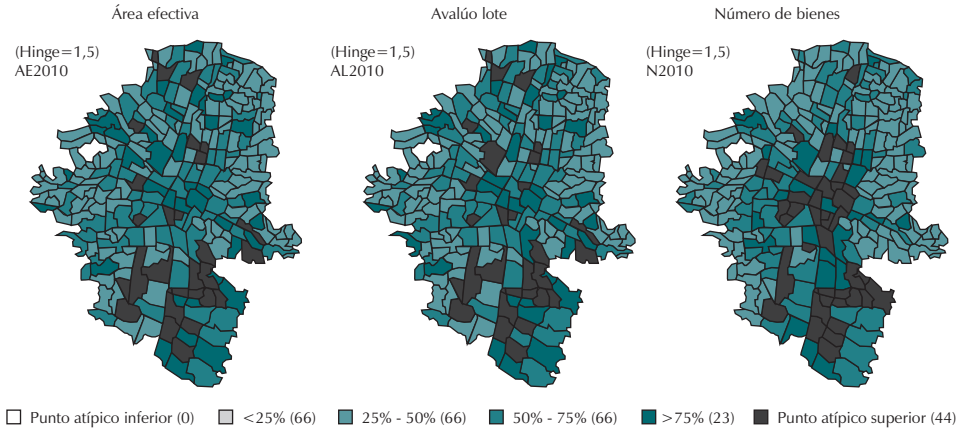 Área efectiva
Avalúo lote
Número de bienes
(Hinge=1,5)
AE2010
(Hinge=1,5)
AL2010
(Hinge=1,5)
N2010
Punto atípico inferior (0)
<25% (66)
25% - 50% (66)
50% - 75% (66)
>75% (23)
Punto atípico superior (44)